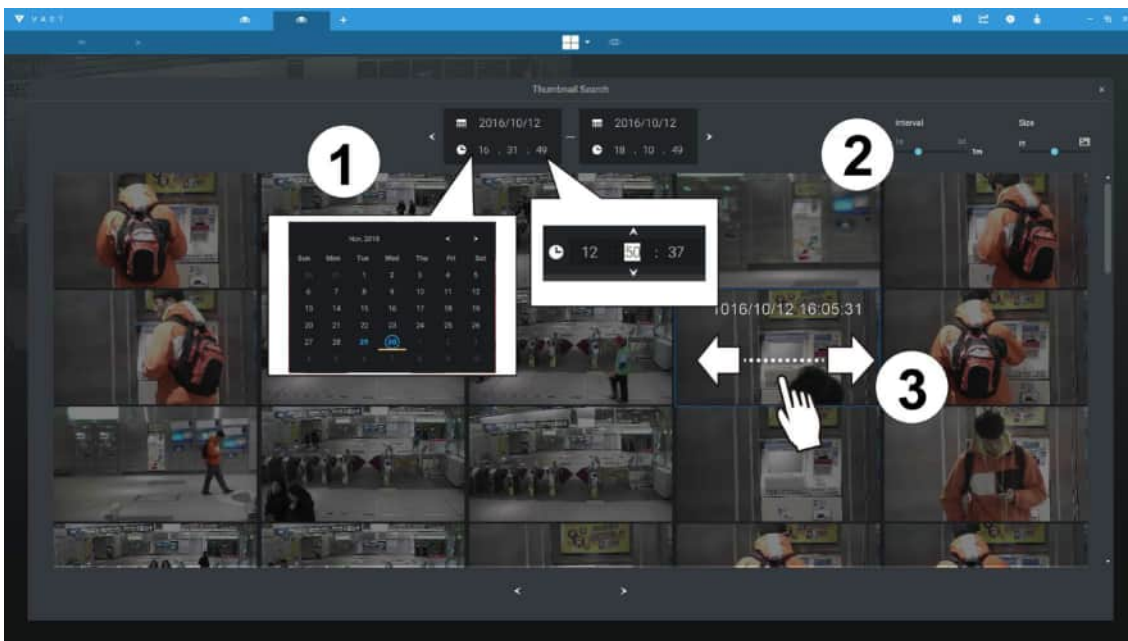 VAST
Thumbnail Search
2016/10/12
16 : 31 : 49
2016/10/12
18 : 10 : 49
Interval
1m
Size
1
2
Nov, 2016
Sun Mon Tue Wed Thu Fri Sat
1 2 3 4 5
6 7 8 9 10 11 12
13 14 15 16 17 18 19
20 21 22 23 24 25 26
27 28 29 30
12 50 : 37
1016/10/12 16:05:31
3